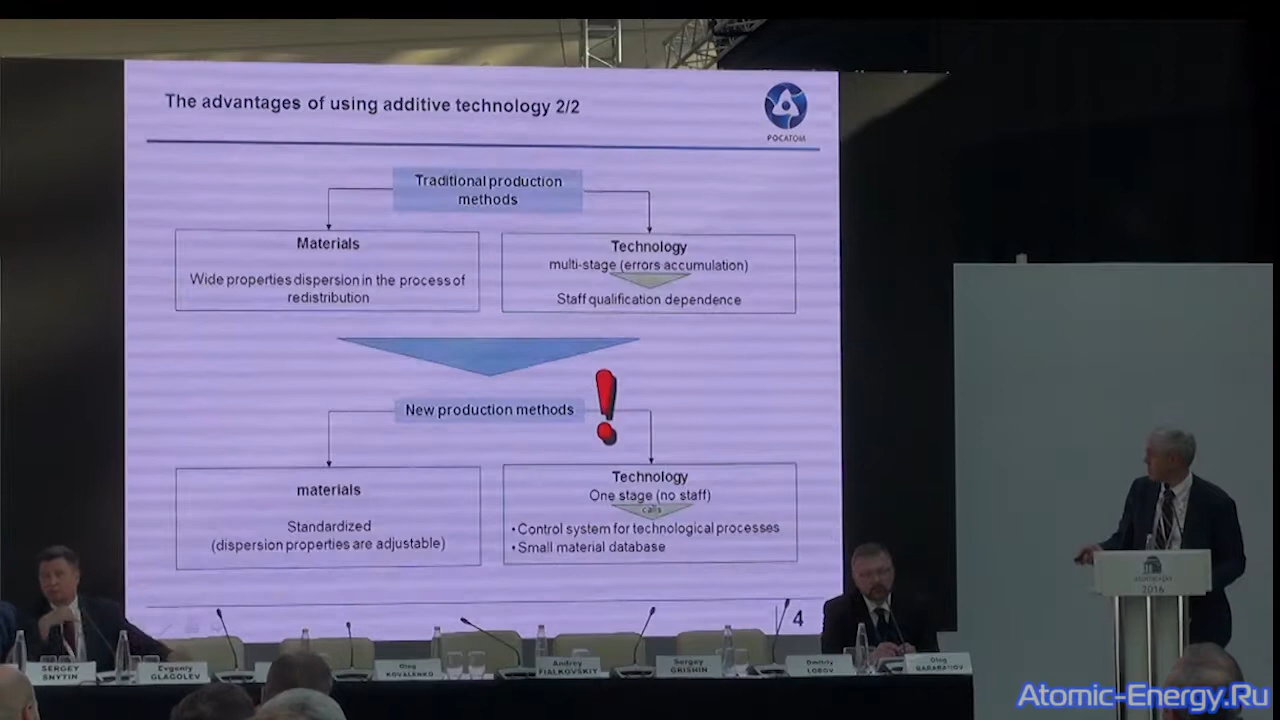 The advantages of using additive technology 2/2
РОСАТОМ
Traditional production
methods
Materials
Wide properties dispersion in the process of
redistribution
Technology
multi-stage (errors accumulation)
Staff qualification dependence
New production methods
materials
Standardized
(dispersion properties are adjustable)
Technology
One stage (no staff)
calls
•Control system for technological processes
•Small material database
4
atomexpo
2016
SERGEY
SNYTIN
Evgeniy
GLAGOLEV
Oleg
KOVALENKO
Andrey
FIALKOVSKIY
Sergey
GRISHIN
Dmitriy
LOBOV
Oleg
Atomic-Energy.Ru